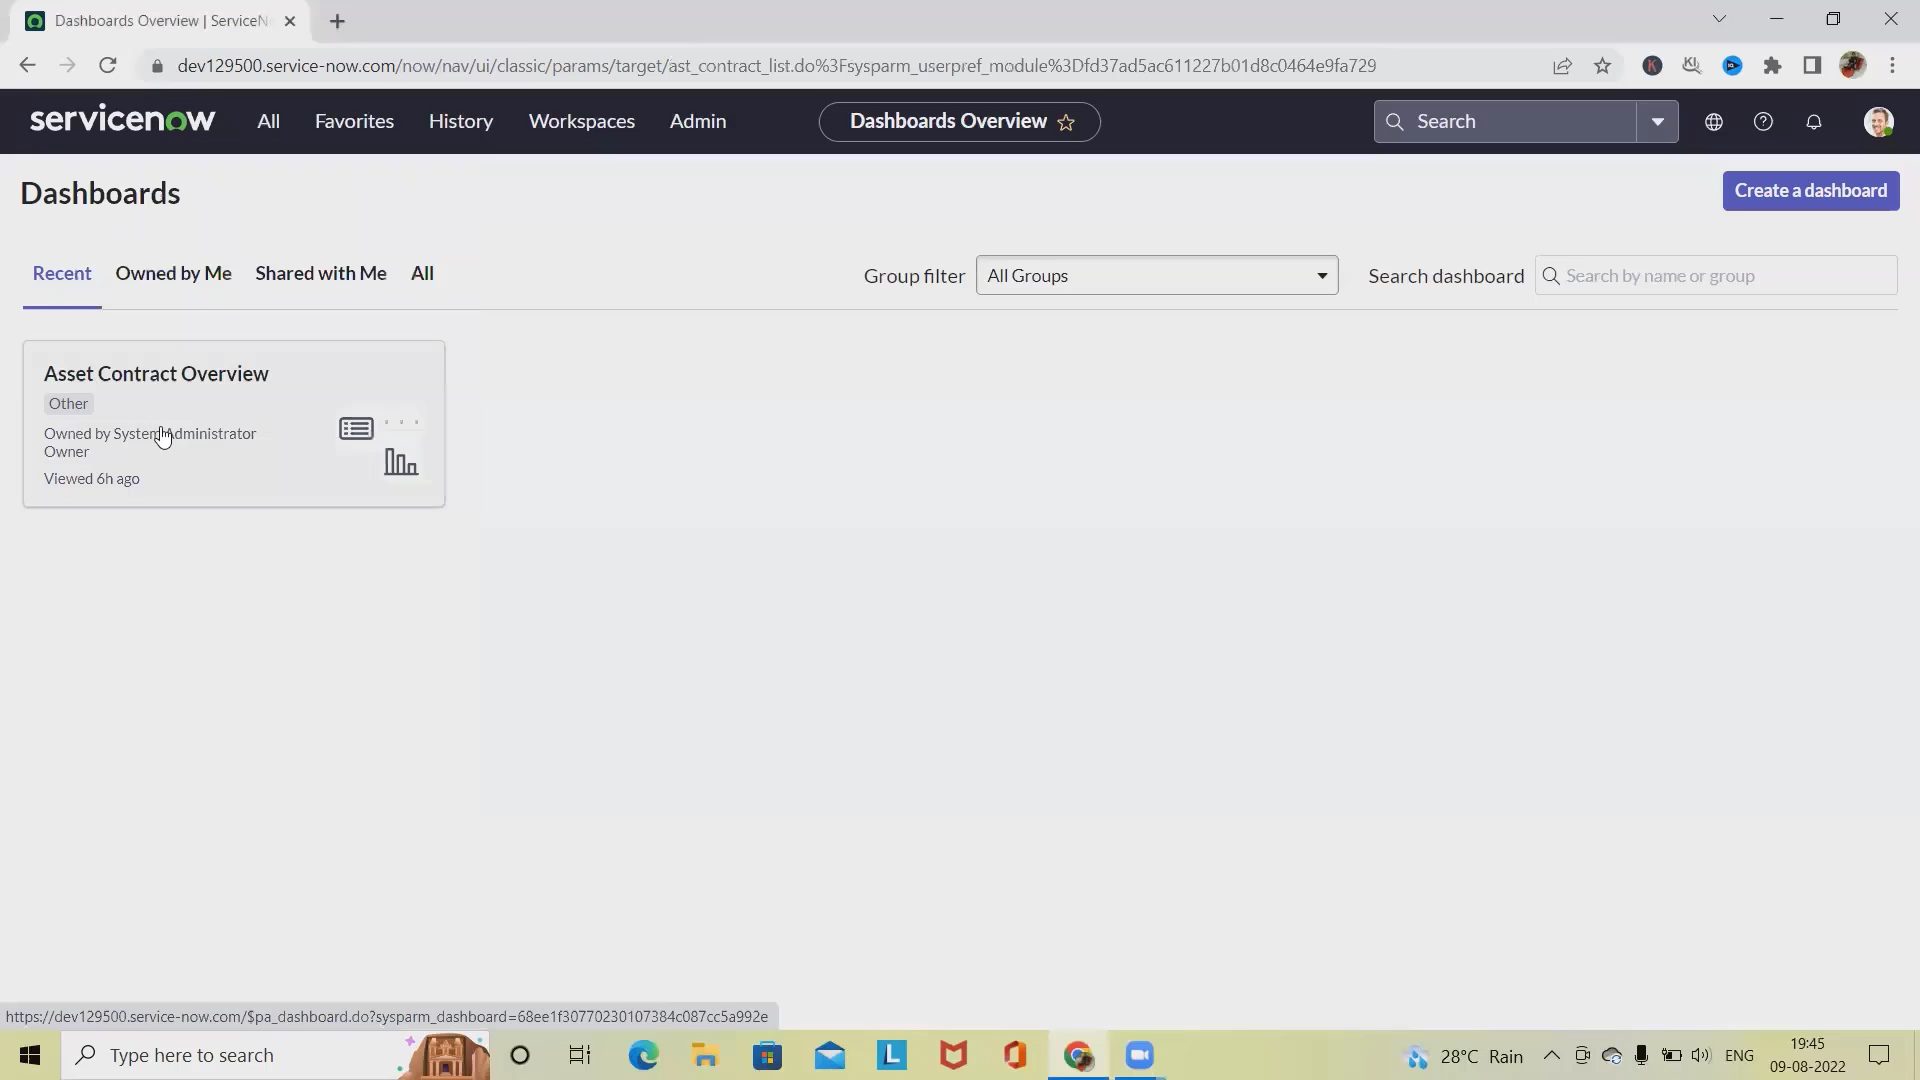 Dashboards Overview | ServiceN
dev129500.service-now.com/now/nav/ui/classic/params/target/ast_contract_list.do%3Fsysparm_userpref_module%3Dfd37ad5ac611227b01d8c0464e9fa729
servicenow All Favorites History Workspaces Admin Dashboards Overview Search
Dashboards Create a dashboard
Recent Owned by Me Shared with Me All Group filter All Groups Search dashboard Search by name or group
Asset Contract Overview
Other
Owned by System Administrator
Owner
Viewed 6h ago
https://dev129500.service-now.com/$pa_dashboard.do?sysparm_dashboard=68ee1f30770230107384c087cc5a992e
Type here to search 28°C Rain ENG 19:45
09-08-2022